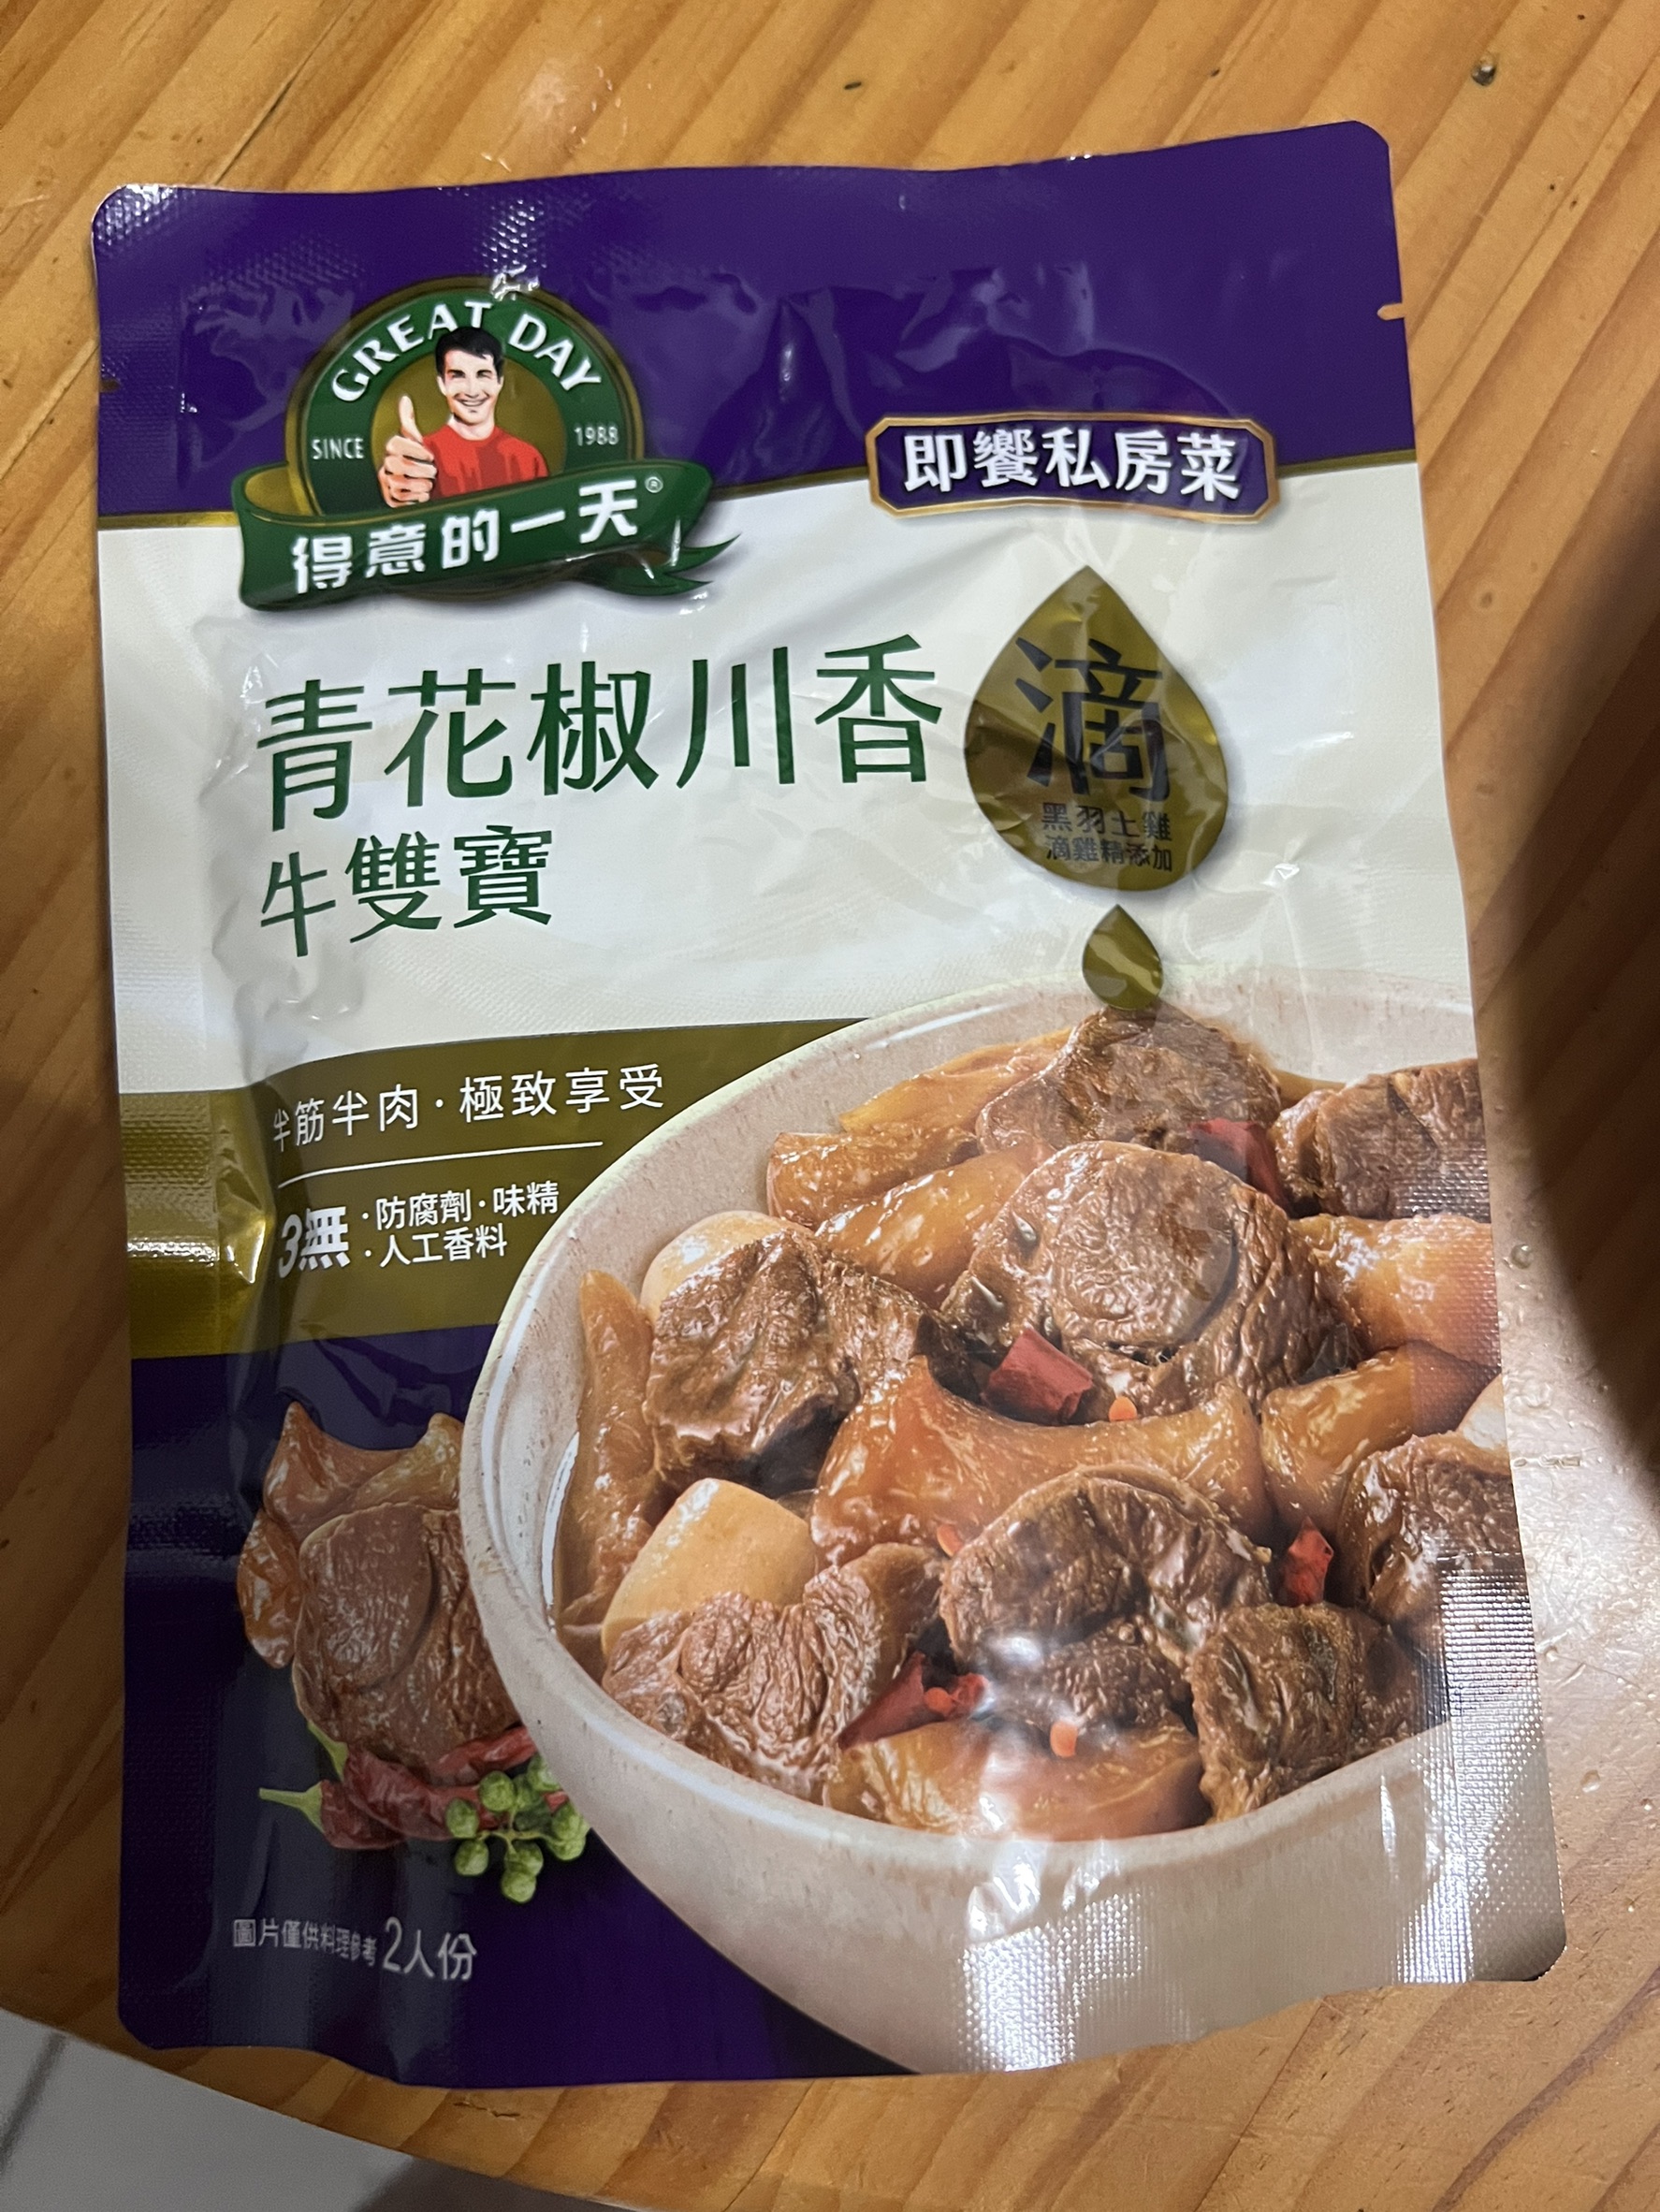 GREAT DAY
SINCE 1988
得意的一天®
即饗私房菜
青花椒川香
牛雙寶
滴
黑羽土雞
滴雞精添加
半筋半肉·極致享受
3無 ·防腐劑·味精
·人工香料
圖片僅供料理參考 2人份